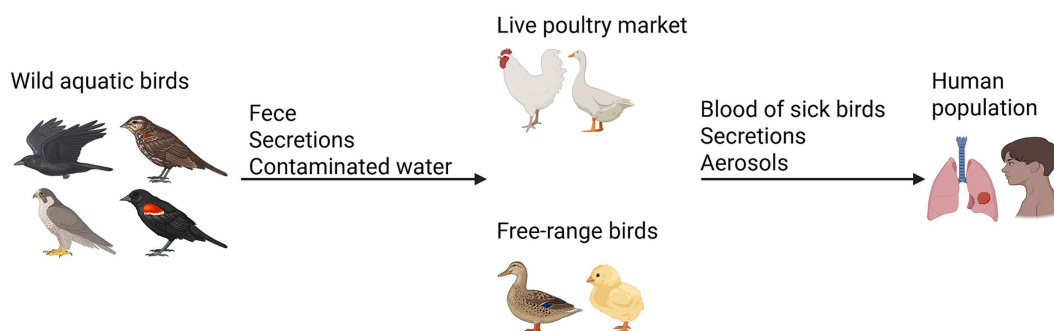 Wild aquatic birds
Fece
Secretions
Contaminated water
Live poultry market
Free-range birds
Blood of sick birds
Secretions
Aerosols
Human
population